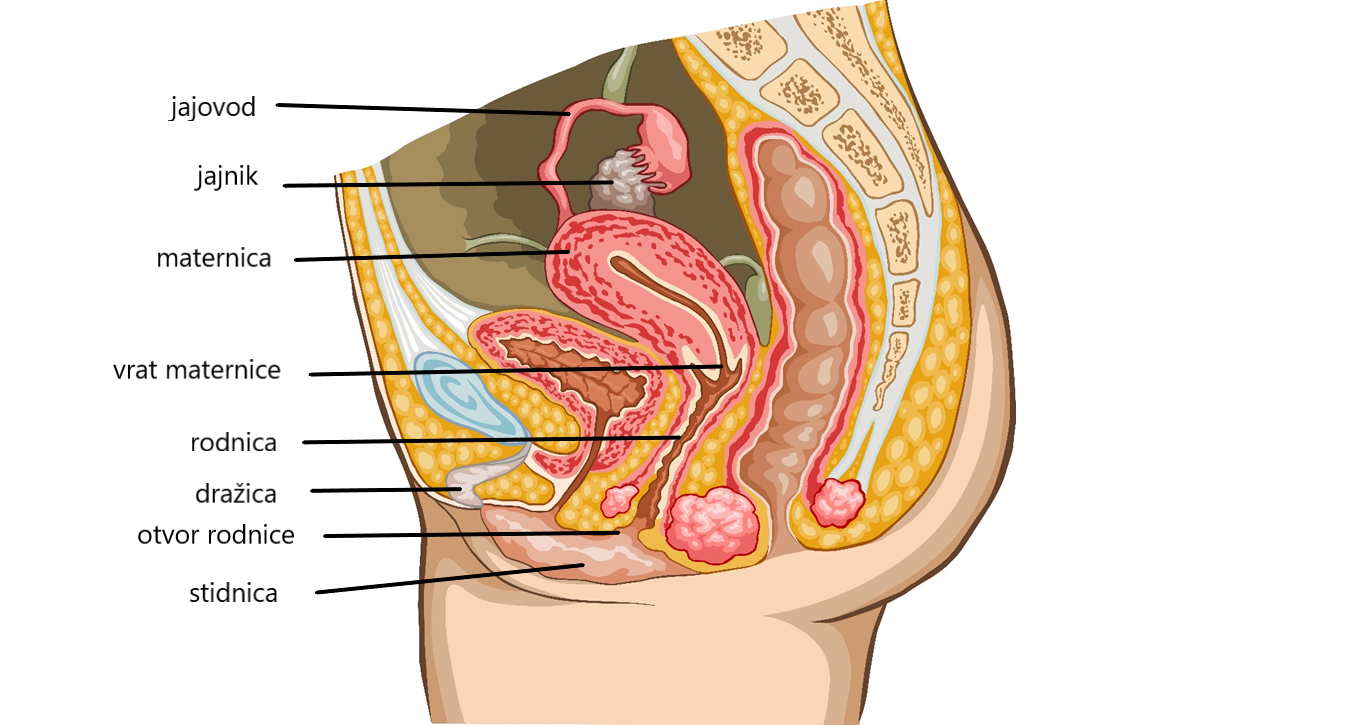 jajovod
jajnik
maternica
vrat maternice
rodnica
dražica
otvor rodnice
stidnica